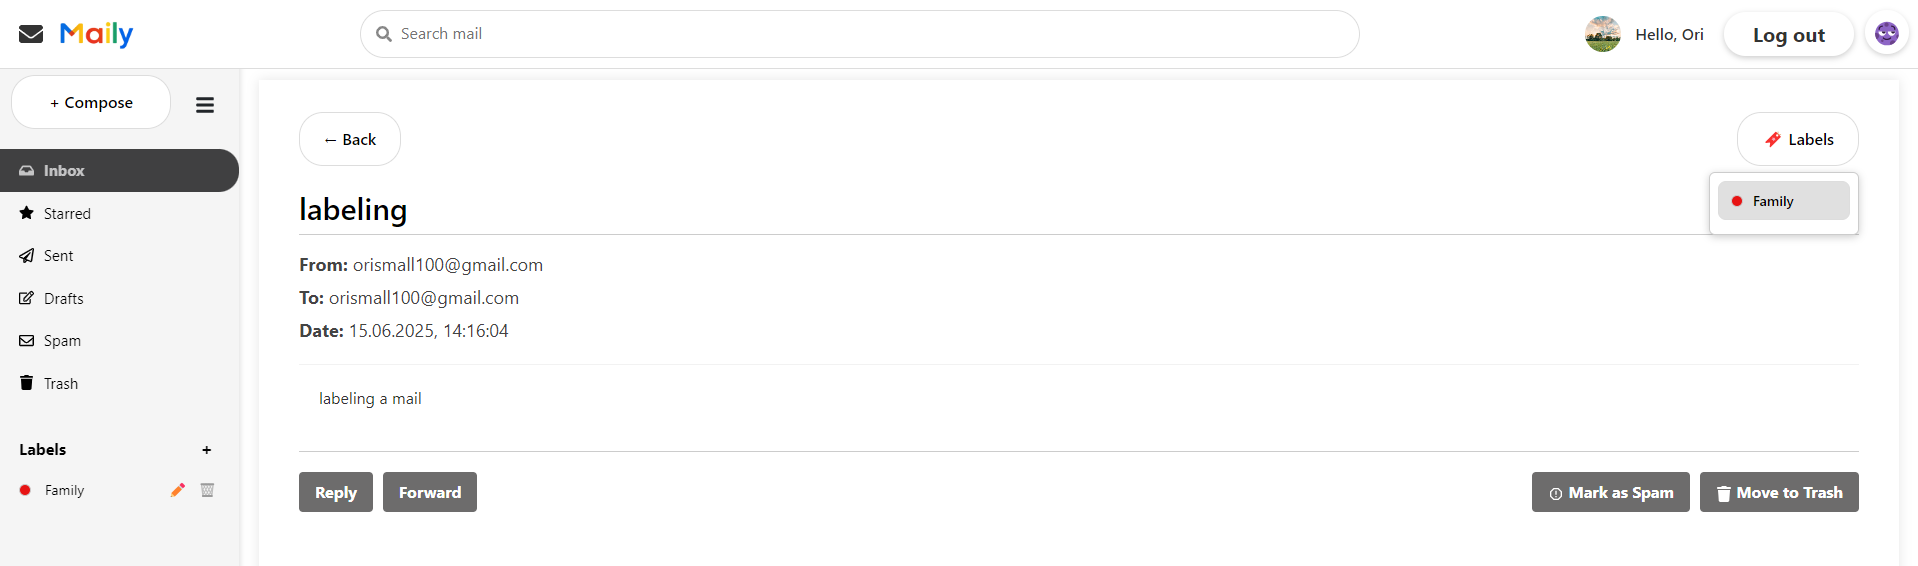 Maily
Search mail
Hello, Ori
Log out
+ Compose
Inbox
Starred
Sent
Drafts
Spam
Trash
Labels +
Family
← Back
Labels
Family
labeling
From: orismall100@gmail.com
To: orismall100@gmail.com
Date: 15.06.2025, 14:16:04
labeling a mail
Reply
Forward
Mark as Spam
Move to Trash